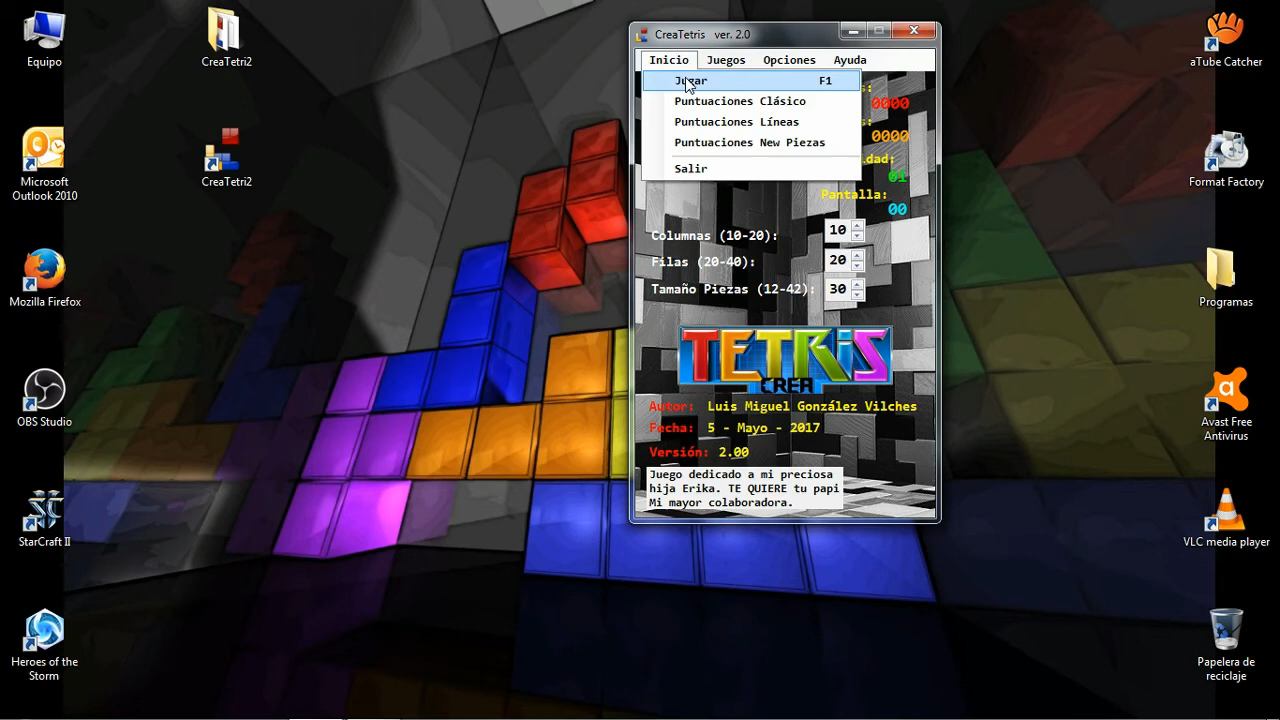 Equipo
CreaTetri2
Microsoft
Outlook 2010
CreaTetri2
Mozilla Firefox
OBS Studio
StarCraft II
Heroes of the
Storm
CreaTetris ver. 2.0
Inicio Juegos Opciones Ayuda
Jugar F1
Puntuaciones Clásico
Puntuaciones Líneas
Puntuaciones New Piezas
Salir
0000
0000
01
Pantalla:
00
Columnas (10-20): 10
Filas (20-40): 20
Tamaño Piezas (12-42): 30
TETRiS
CREA
Autor: Luis Miguel González Vilches
Fecha: 5 - Mayo - 2017
Versión: 2.00
Juego dedicado a mi preciosa
hija Erika. TE QUIERE tu papi
Mi mayor colaboradora.
aTube Catcher
Format Factory
Programas
Avast Free
Antivirus
VLC media player
Papelera de
reciclaje